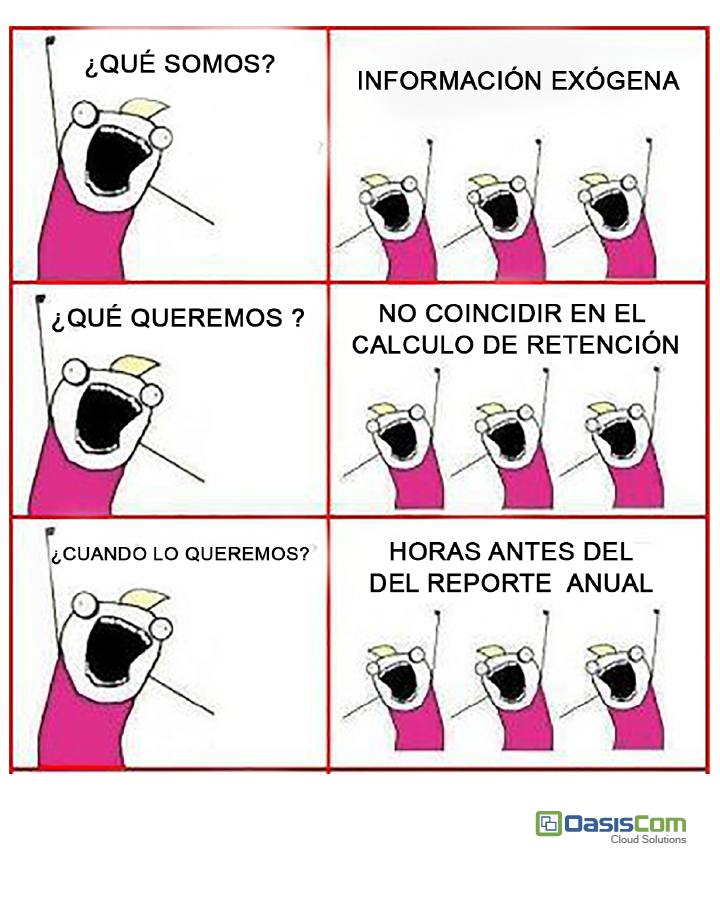 ¿QUÉ SOMOS?
INFORMACIÓN EXÓGENA
¿QUÉ QUEREMOS ?
NO COINCIDIR EN EL
CALCULO DE RETENCIÓN
¿CUANDO LO QUEREMOS?
HORAS ANTES DEL
DEL REPORTE ANUAL
OasisCom
Cloud Solutions